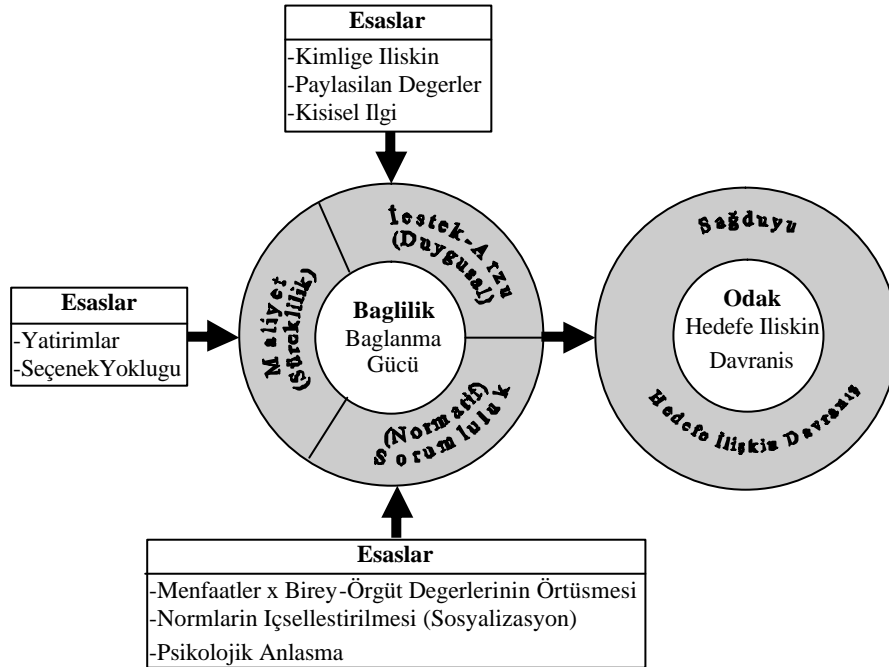 Esaslar
-Kimlige Iliskin
-Paylasilan Degerler
-Kisisel Ilgi
İestek-Arzu
(Duygusal)
Maliyet
(Süreklilik)
(Normatif)
Sorumluluk
Baglilik
Baglanma
Gücü
Esaslar
-Yatirimlar
-SeçenekYoklugu
Sağduyu
Odak
Hedefe Iliskin
Davranis
Hedefe İlişkin Davranış
Esaslar
-Menfaatler x Birey-Örgüt Degerlerinin Örtüsmesi
-Normlarin Içsellestirilmesi (Sosyalizasyon)
-Psikolojik Anlasma